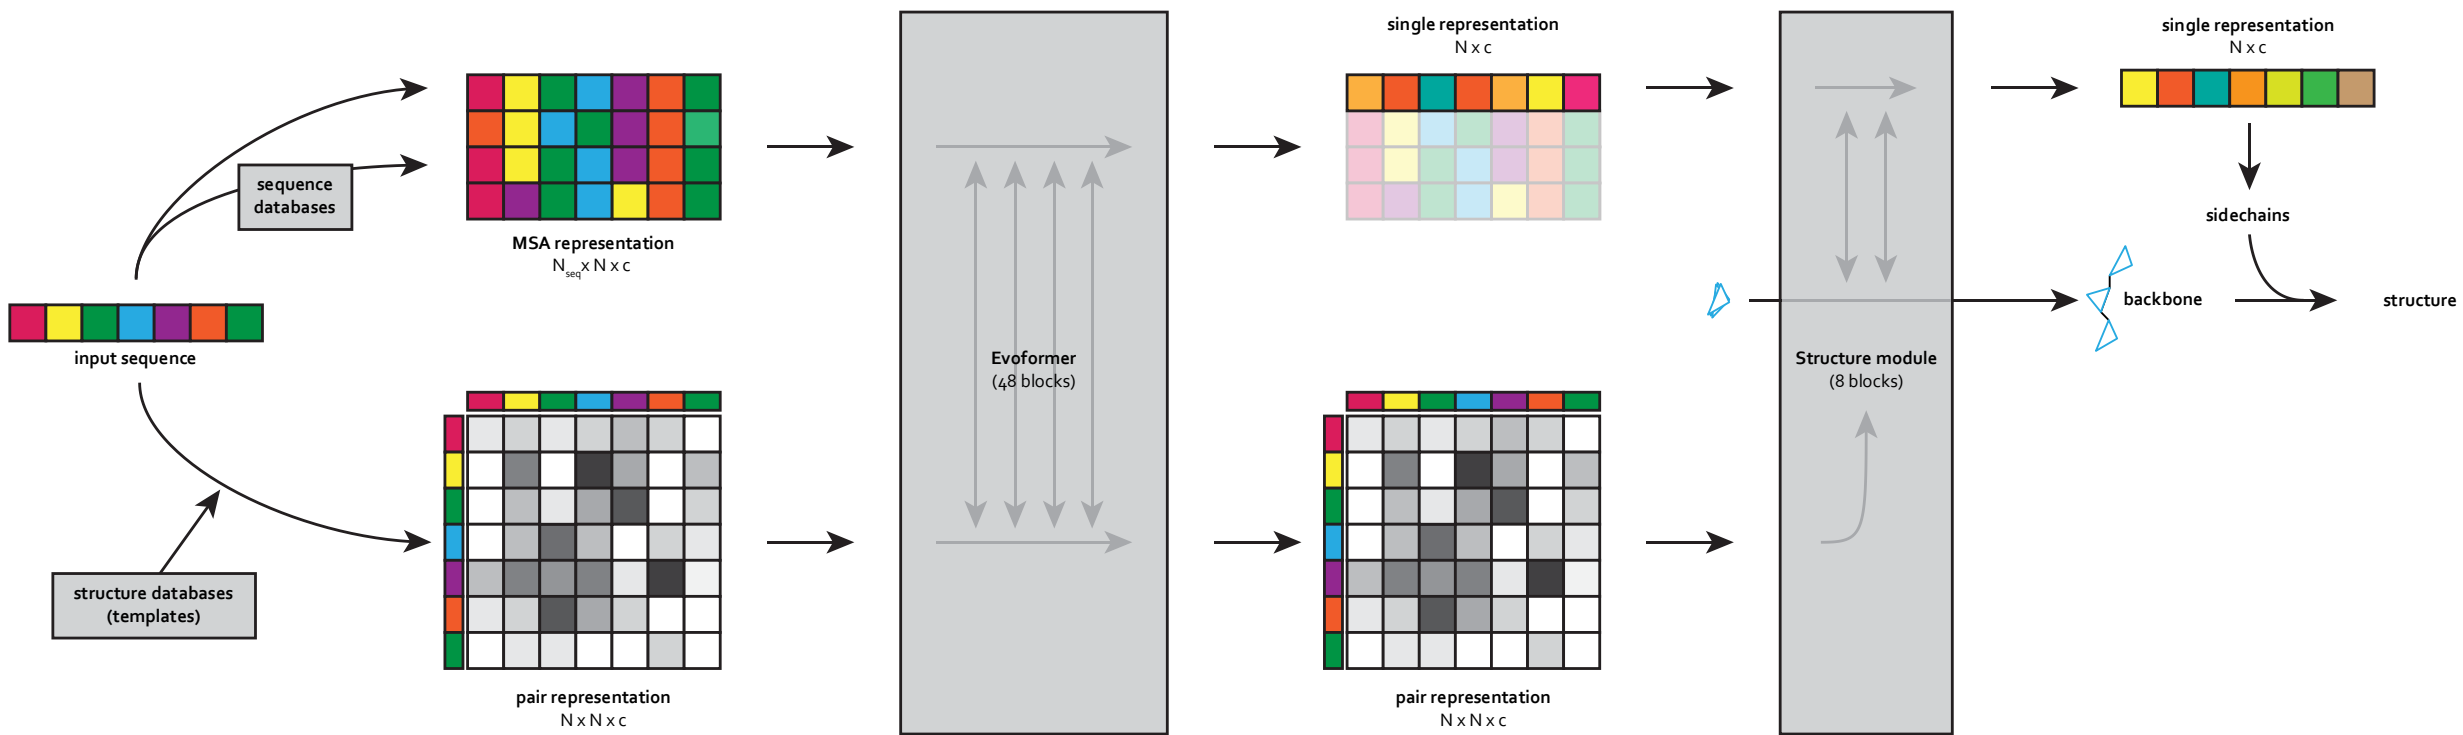 input sequence
sequence
databases
structure databases
(templates)
MSA representation
N_seq x N x c
pair representation
N x N x c
Evoformer
(48 blocks)
single representation
N x c
pair representation
N x N x c
Structure module
(8 blocks)
single representation
N x c
sidechains
backbone
structure